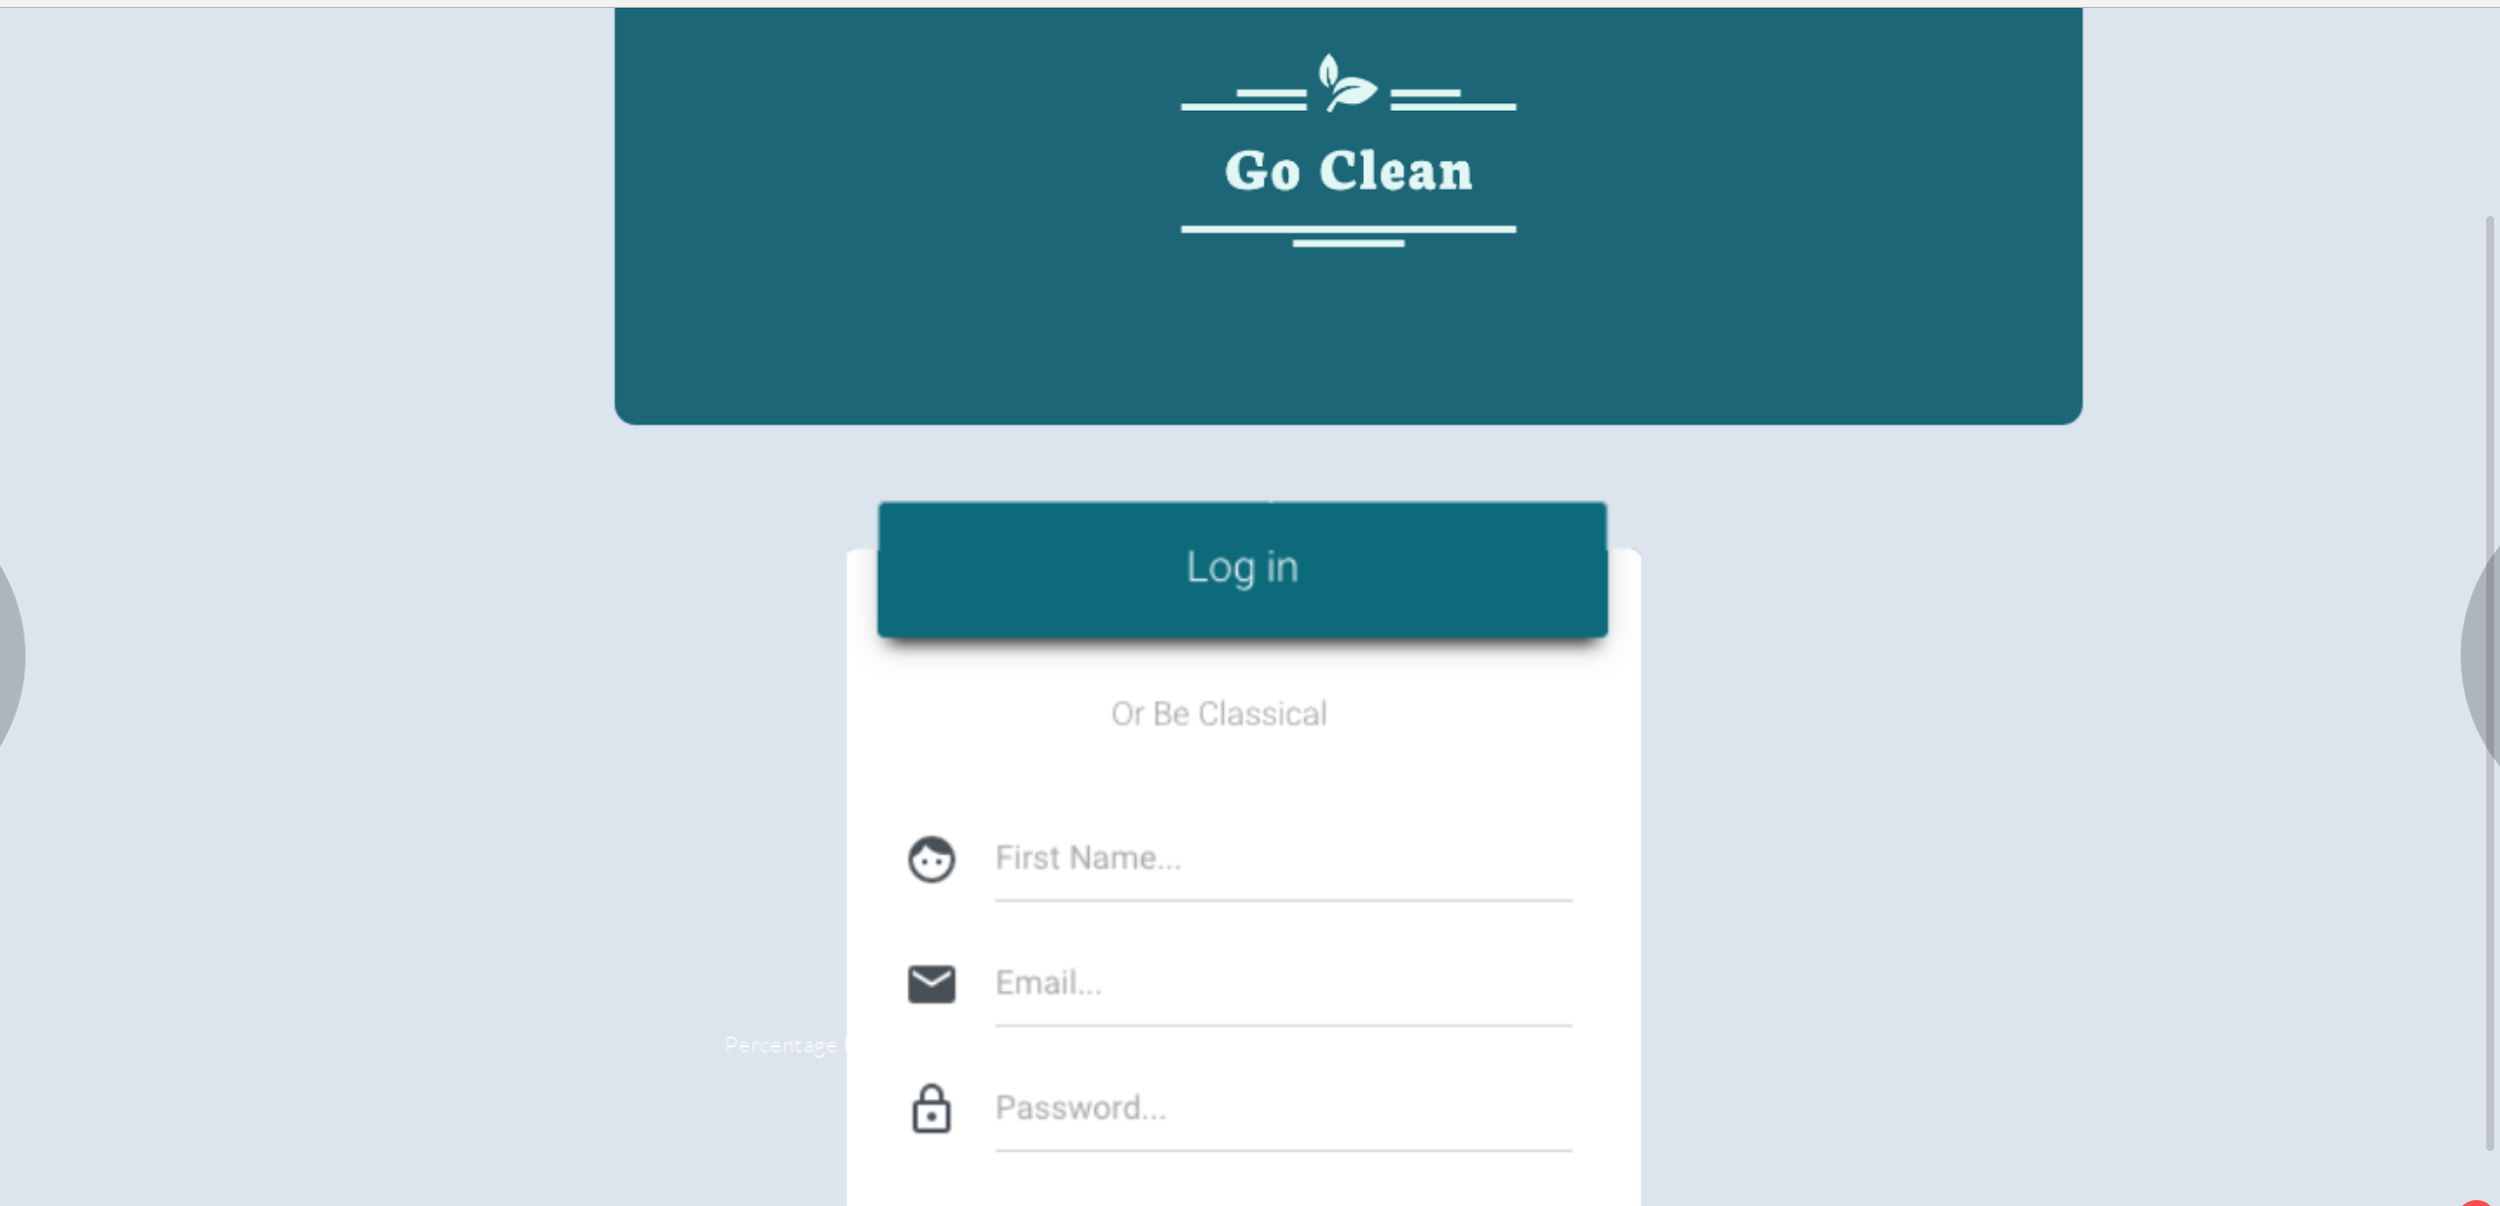 Go Clean
Log in
Or Be Classical
First Name...
Email...
Percentage
Password...